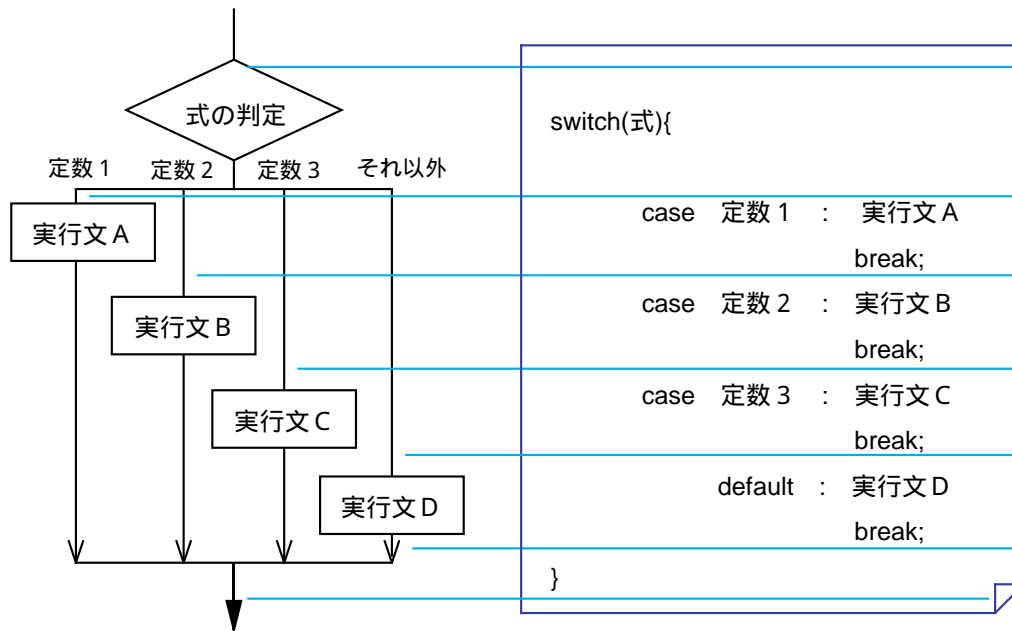 式の判定
定数1 定数2 定数3 それ以外
実行文A
実行文B
実行文C
実行文D
switch(式){
case 定数1 : 実行文A
break;
case 定数2 : 実行文B
break;
case 定数3 : 実行文C
break;
default : 実行文D
break;
}